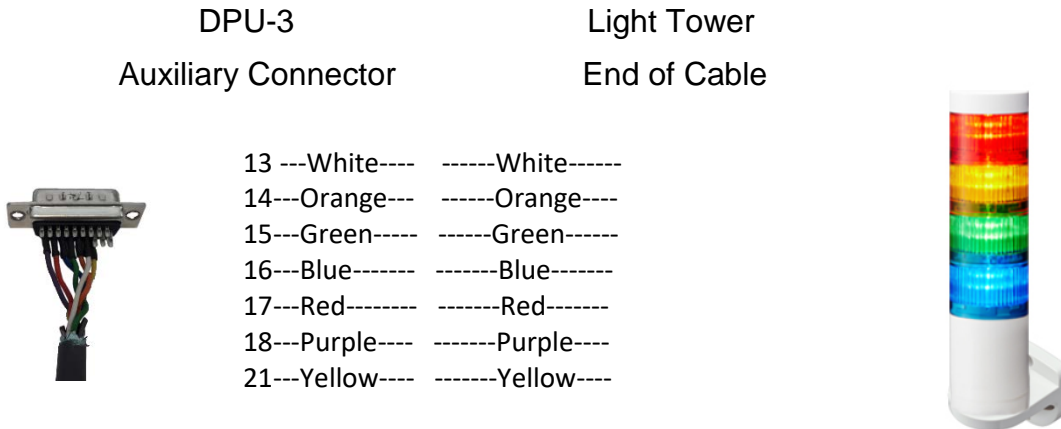 DPU-3 Light Tower
Auxiliary Connector End of Cable
13 ---White---- ------White------
14---Orange--- ------Orange----
15---Green----- ------Green------
16---Blue------- -------Blue-------
17---Red--------- -------Red-------
18---Purple---- -------Purple----
21---Yellow---- -------Yellow----